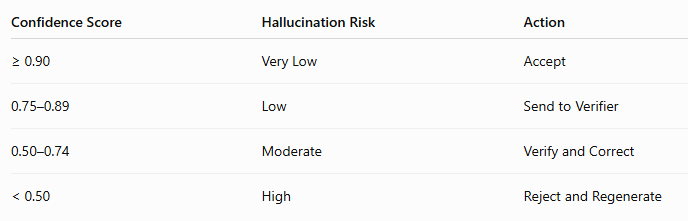 Confidence Score Hallucination Risk Action
≥ 0.90 Very Low Accept
0.75–0.89 Low Send to Verifier
0.50–0.74 Moderate Verify and Correct
< 0.50 High Reject and Regenerate